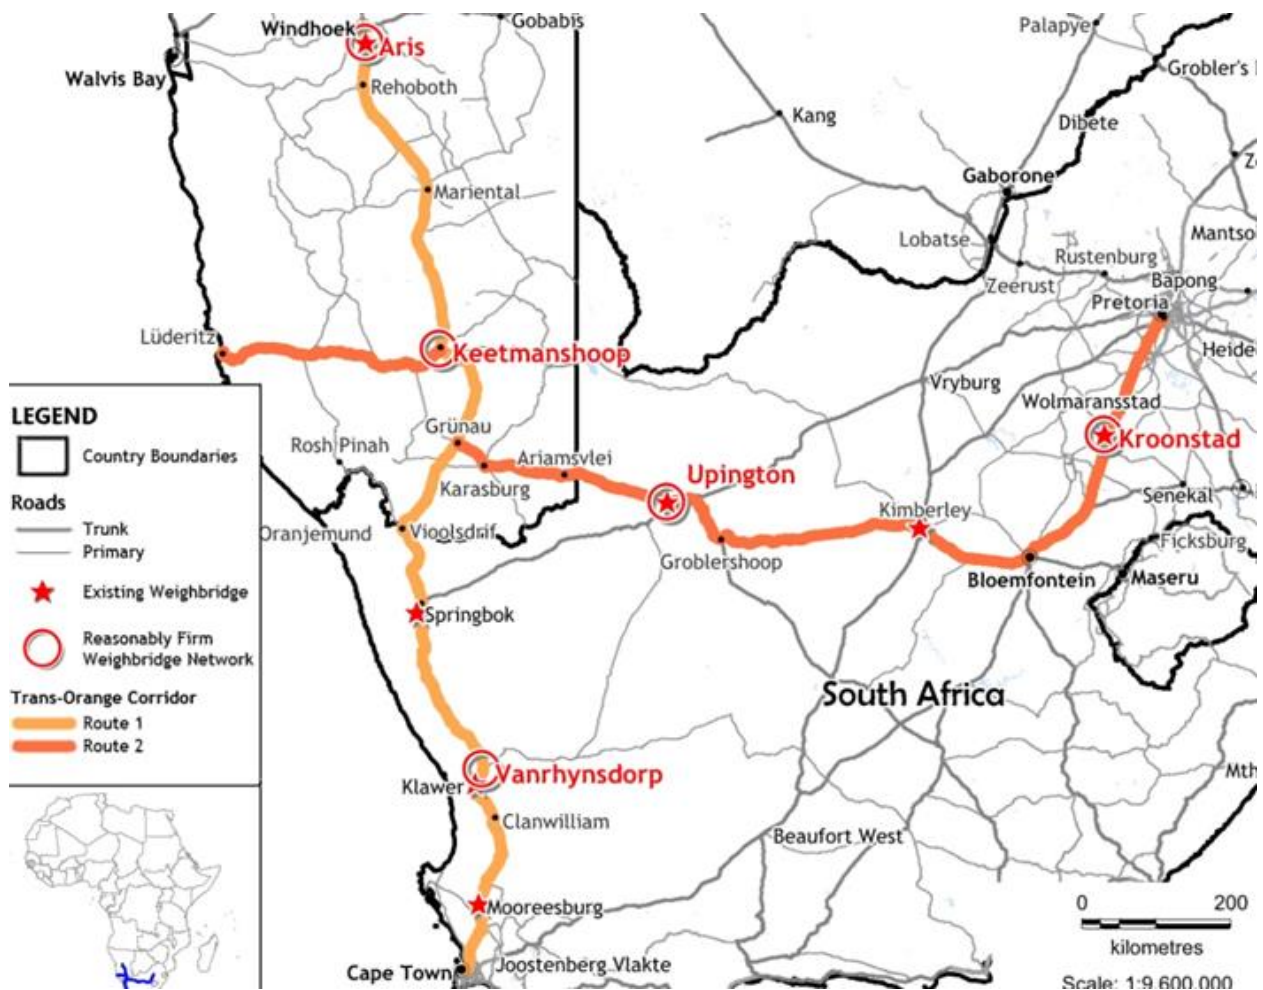 Windhoek
Gobabis
Aris
Palapye
Walvis Bay
Rehoboth
Grobler's
Kang
Dibete
Mariental
Gaborone
Lobatse
Mantso
Rustenburg
Zeerust
Bapong
Pretoria
Lüderitz
Keetmanshoop
Heide
Vryburg
Wolmaransstad
Grünau
Kroonstad
Rosh Pinah
Ariamsvlei
Upington
Karasburg
Senekal
Kimberley
Oranjemund
Vioolsdrif
Ficksburg
Groblershoop
Bloemfontein
Maseru
Springbok
South Africa
Vanrhynsdorp
Klawer
Mth
Clanwilliam
Beaufort West
Mooreesburg
Cape Town
Joostenberg Vlakte
LEGEND
Country Boundaries
Roads
Trunk
Primary
Existing Weighbridge
Reasonably Firm
Weighbridge Network
Trans-Orange Corridor
Route 1
Route 2
0 200
kilometres
Scale: 1:9 600 000